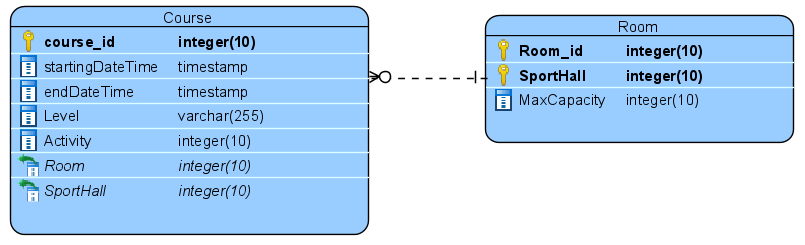 Course
course_id integer(10)
startingDateTime timestamp
endDateTime timestamp
Level varchar(255)
Activity integer(10)
Room integer(10)
SportHall integer(10)
Room
Room_id integer(10)
SportHall integer(10)
MaxCapacity integer(10)